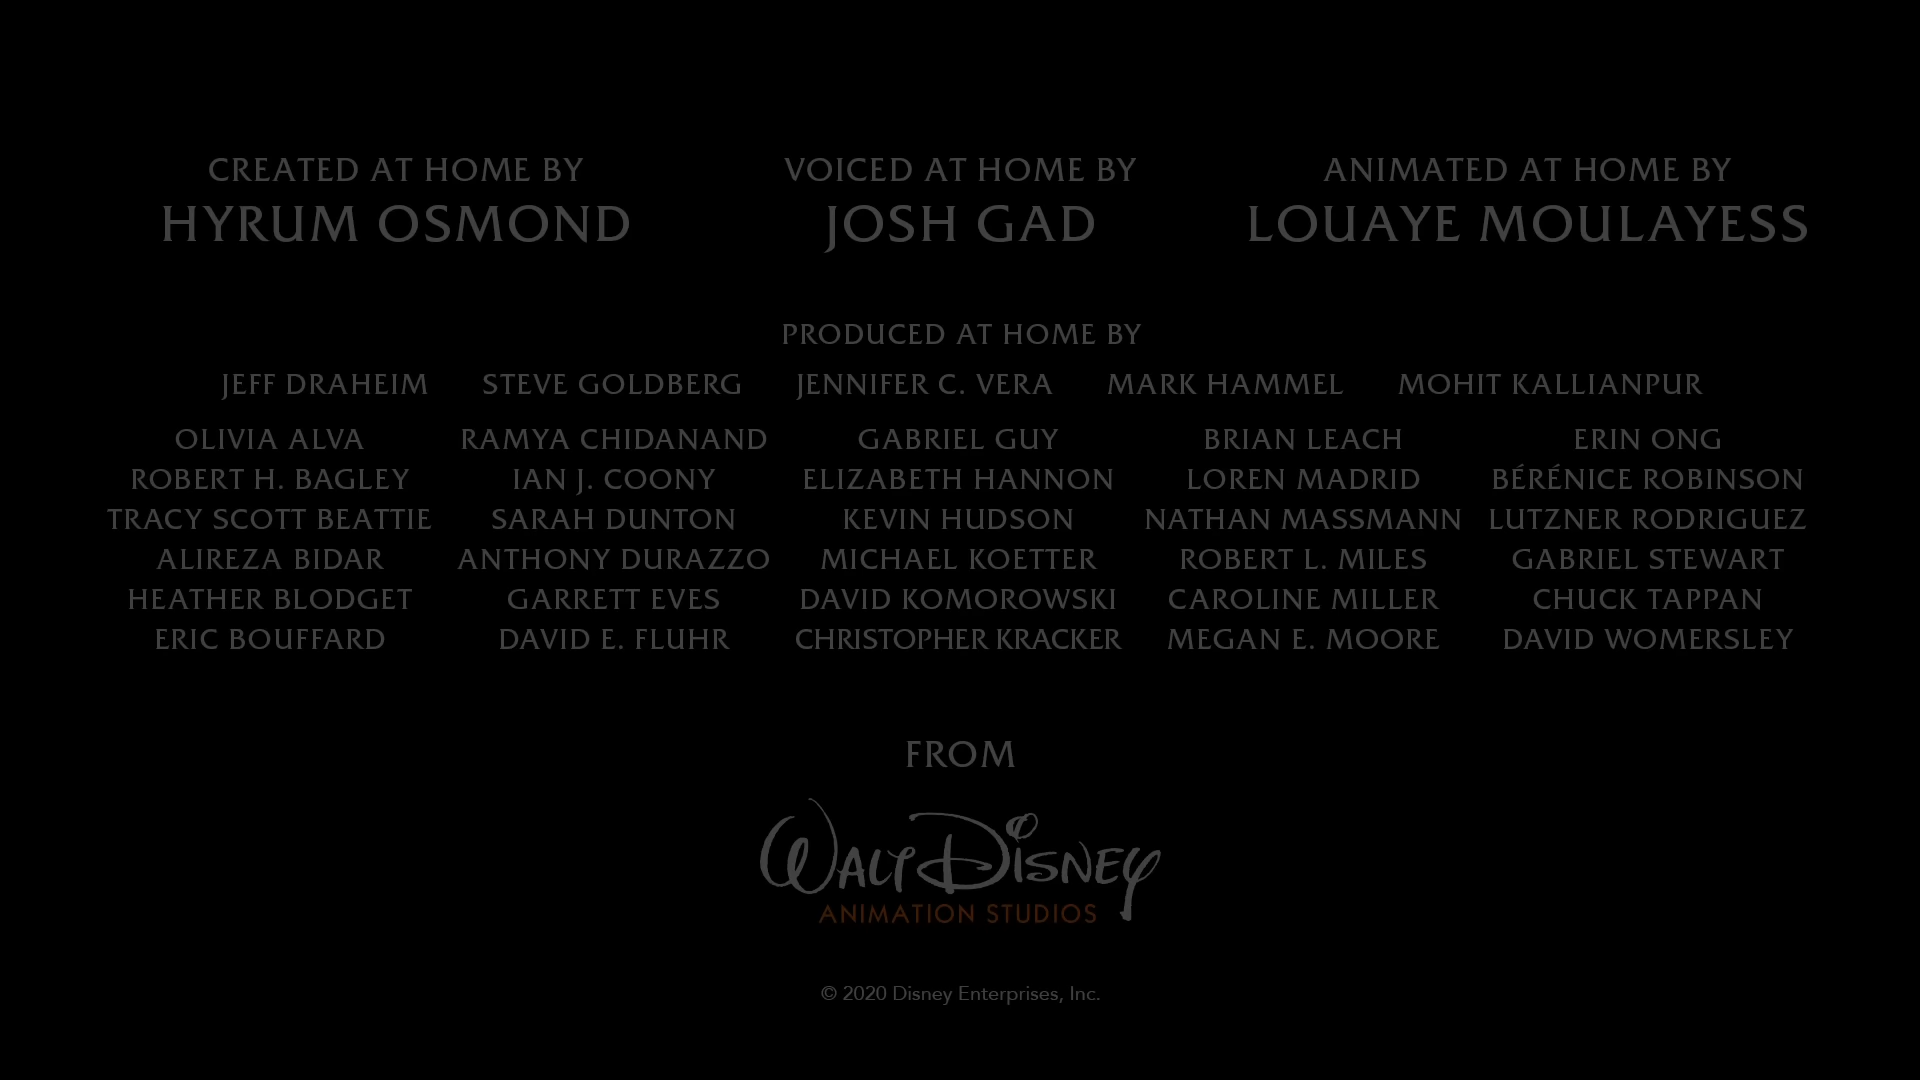 CREATED AT HOME BY VOICED AT HOME BY ANIMATED AT HOME BY
HYRUM OSMOND JOSH GAD LOUAYE MOULAYESS
PRODUCED AT HOME BY
JEFF DRAHEIM STEVE GOLDBERG JENNIFER C. VERA MARK HAMMEL MOHIT KALLIANPUR
OLIVIA ALVA RAMYA CHIDANAND GABRIEL GUY BRIAN LEACH ERIN ONG
ROBERT H. BAGLEY IAN J. COONY ELIZABETH HANNON LOREN MADRID BÉRÉNICE ROBINSON
TRACY SCOTT BEATTIE SARAH DUNTON KEVIN HUDSON NATHAN MASSMANN LUTZNER RODRIGUEZ
ALIREZA BIDAR ANTHONY DURAZZO MICHAEL KOETTER ROBERT L. MILES GABRIEL STEWART
HEATHER BLODGET GARRETT EVES DAVID KOMOROWSKI CAROLINE MILLER CHUCK TAPPAN
ERIC BOUFFARD DAVID E. FLUHR CHRISTOPHER KRACKER MEGAN E. MOORE DAVID WOMERSLEY
FROM
WALT DISNEY
ANIMATION STUDIOS
© 2020 Disney Enterprises, Inc.